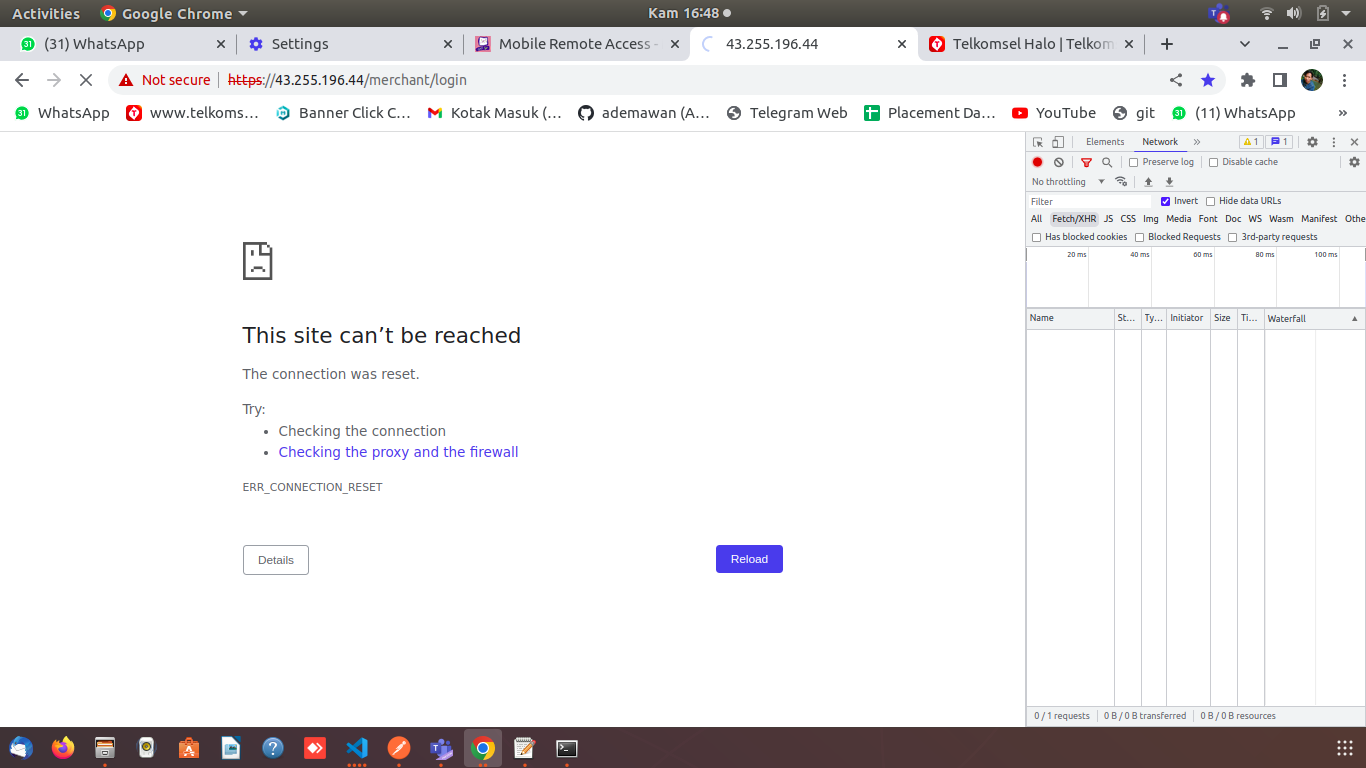 Activities Google Chrome Kam 16:48
(31) WhatsApp Settings Mobile Remote Access - 43.255.196.44 Telkomsel Halo | Telkom
Not secure https://43.255.196.44/merchant/login
WhatsApp www.telkoms... Banner Click C... Kotak Masuk (... ademawan (A... Telegram Web Placement Da... YouTube git (11) WhatsApp »
Elements Network » 1 1
Preserve log Disable cache
No throttling
Filter Invert Hide data URLs
All Fetch/XHR JS CSS Img Media Font Doc WS Wasm Manifest Othe
Has blocked cookies Blocked Requests 3rd-party requests
20 ms 40 ms 60 ms 80 ms 100 ms
Name St... Ty... Initiator Size Ti... Waterfall
This site can’t be reached
The connection was reset.
Try:
• Checking the connection
• Checking the proxy and the firewall
ERR_CONNECTION_RESET
Details Reload
0 / 1 requests 0 B / 0 B transferred 0 B / 0 B resources